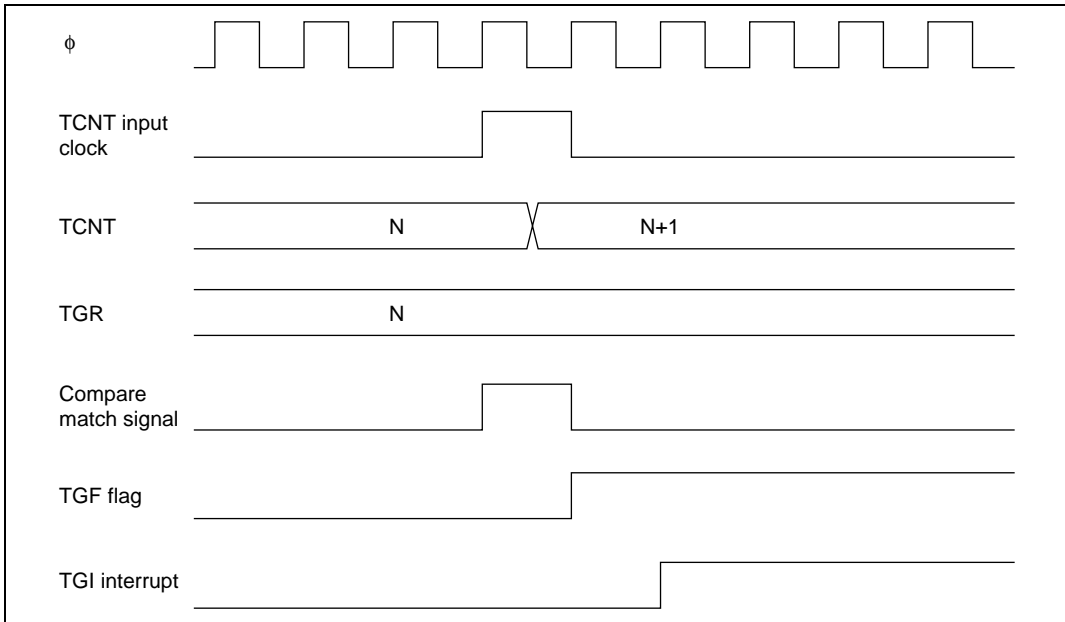 ϕ
TCNT input
clock
TCNT
N
N+1
TGR
N
Compare
match signal
TGF flag
TGI interrupt